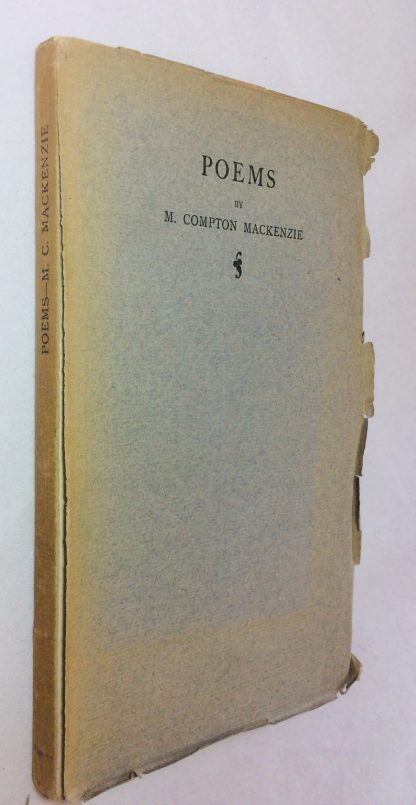 POEMS
BY
M. COMPTON MACKENZIE
POEMS—M. C. MACKENZIE